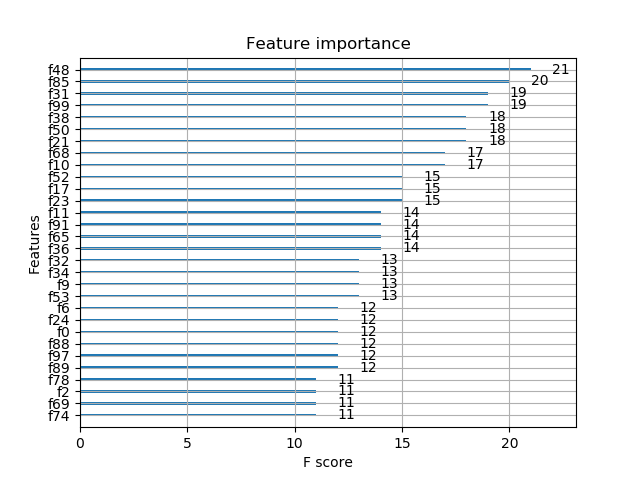 Feature importance
f48 21
f85 20
f31 19
f99 19
f38 18
f50 18
f21 18
f68 17
f10 17
f52 15
f17 15
f23 15
f11 14
f91 14
f65 14
f36 14
f32 13
f34 13
f9 13
f53 13
f6 12
f24 12
f0 12
f88 12
f97 12
f89 12
f78 11
f2 11
f69 11
f74 11
Features
0 5 10 15 20
F score